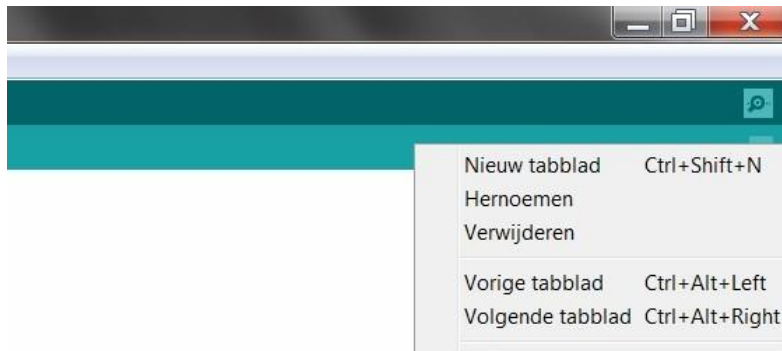 Nieuw tabblad Ctrl+Shift+N
Hernoemen
Verwijderen
Vorige tabblad Ctrl+Alt+Left
Volgende tabblad Ctrl+Alt+Right